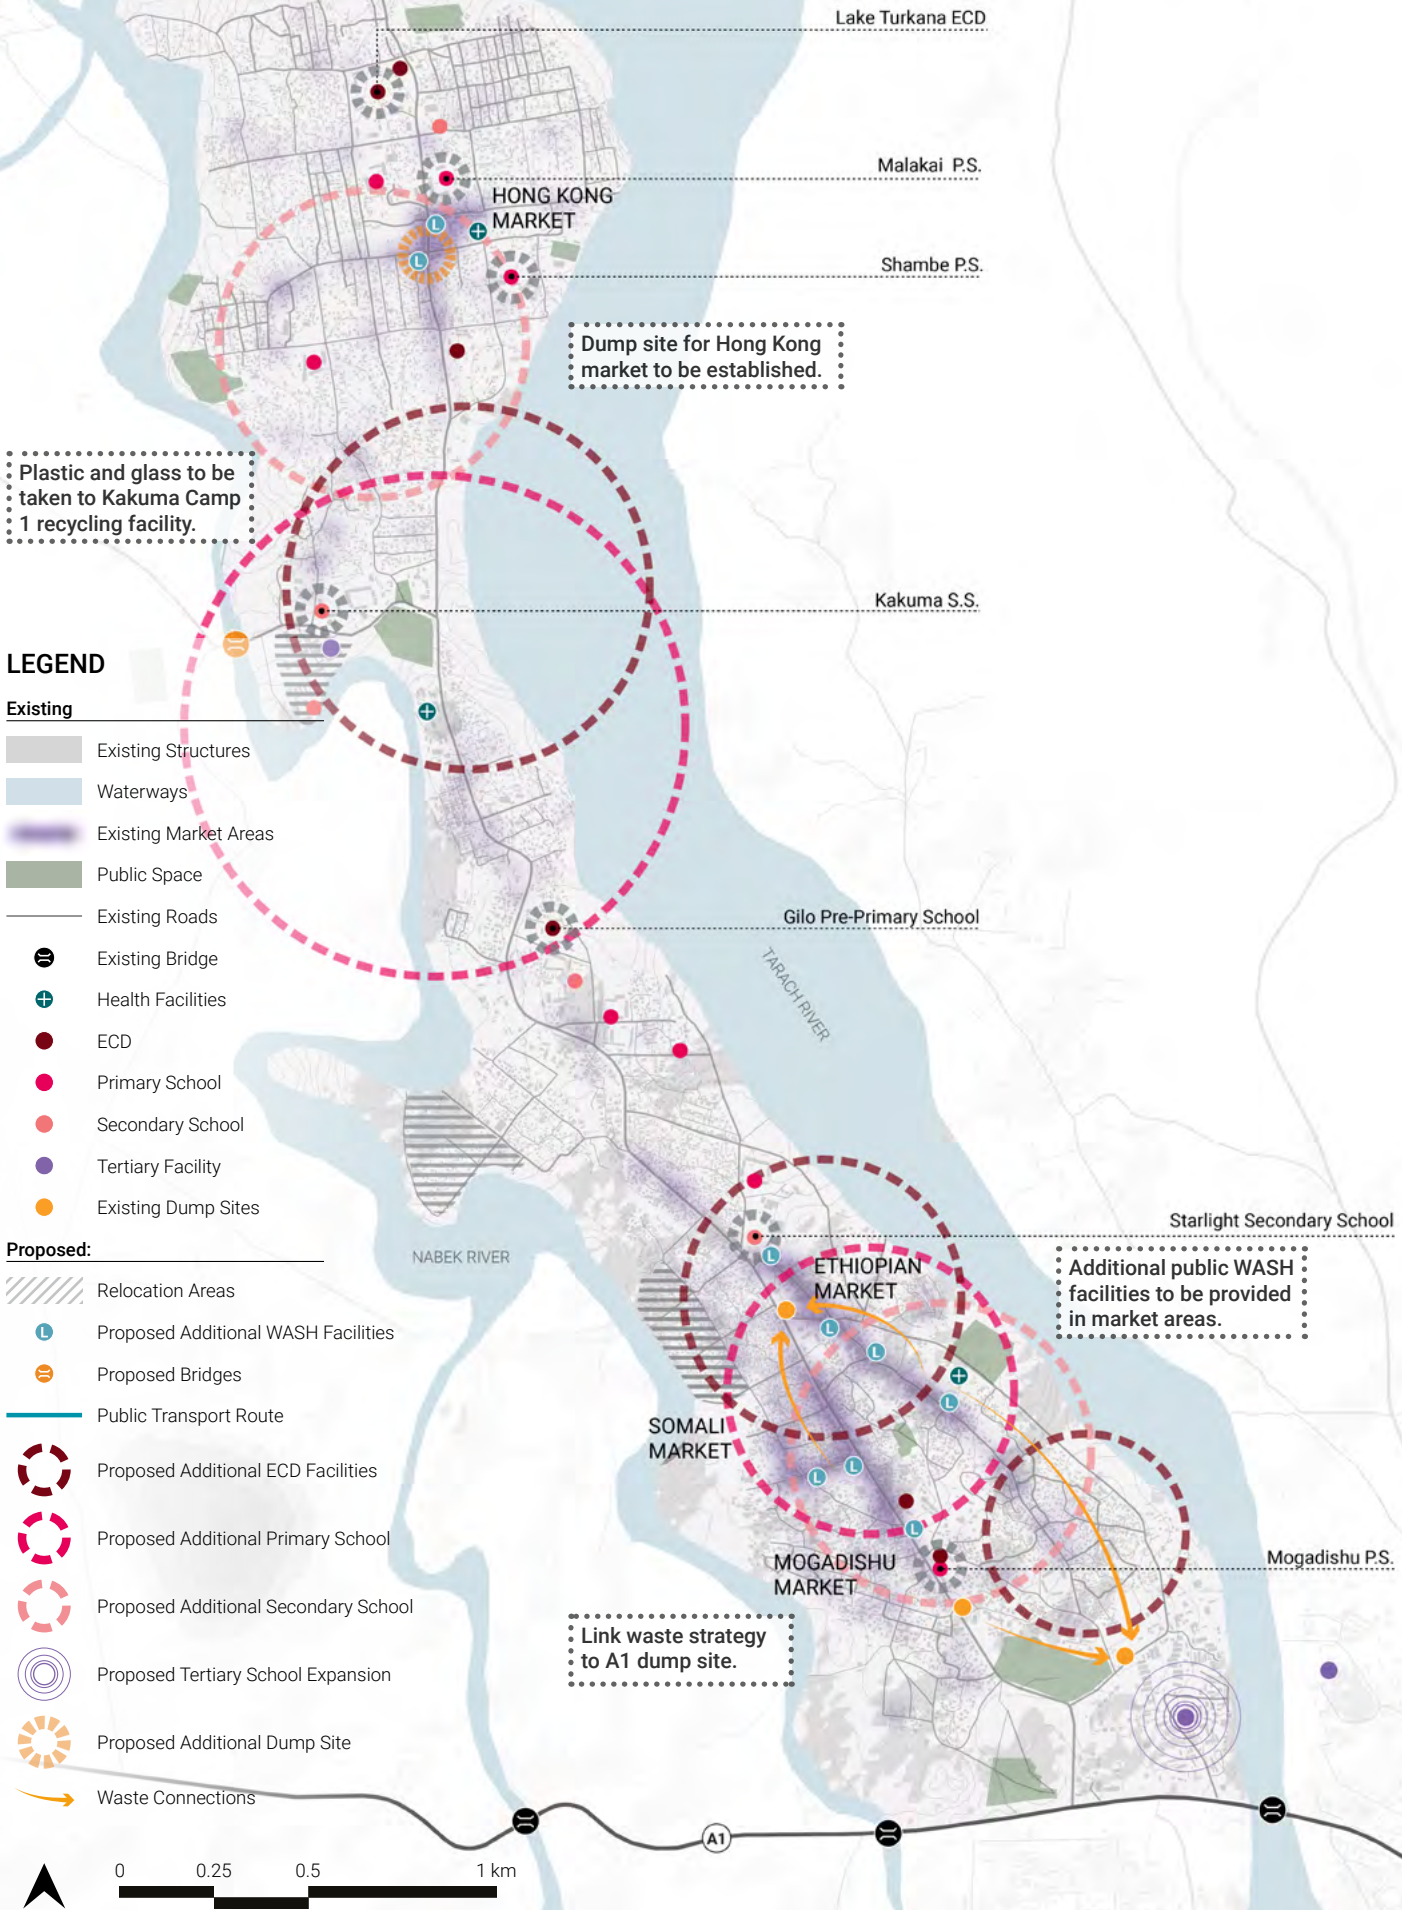 Lake Turkana ECD
Malakai P.S.
HONG KONG
MARKET
L
L
Shambe P.S.
Dump site for Hong Kong
market to be established.
Plastic and glass to be
taken to Kakuma Camp
1 recycling facility.
Kakuma S.S.
LEGEND
Existing
Existing Structures
Waterways
Existing Market Areas
Public Space
Existing Roads
Existing Bridge
Health Facilities
ECD
Primary School
Secondary School
Tertiary Facility
Existing Dump Sites
Proposed:
Relocation Areas
L
Proposed Additional WASH Facilities
Proposed Bridges
Public Transport Route
Proposed Additional ECD Facilities
Proposed Additional Primary School
Proposed Additional Secondary School
Proposed Tertiary School Expansion
Proposed Additional Dump Site
Waste Connections
Gilo Pre-Primary School
TARACH RIVER
NABEK RIVER
Starlight Secondary School
L
ETHIOPIAN
MARKET
Additional public WASH
facilities to be provided
in market areas.
L
L
L
SOMALI
MARKET
L
L
L
MOGADISHU
MARKET
Mogadishu P.S.
Link waste strategy
to A1 dump site.
A1
0 0.25 0.5 1 km